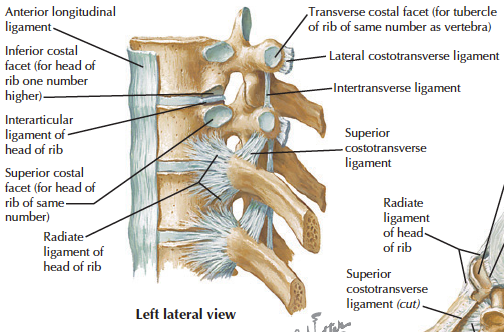 Anterior longitudinal
ligament
Inferior costal
facet (for head of
rib one number
higher)
Interarticular
ligament of
head of rib
Superior costal
facet (for head of
rib of same
number)
Radiate
ligament of
head of rib
Left lateral view
Transverse costal facet (for tubercle
of rib of same number as vertebra)
Lateral costotransverse ligament
Intertransverse ligament
Superior
costotransverse
ligament
Radiate
ligament
of head
of rib
Superior
costotransverse
ligament (cut)